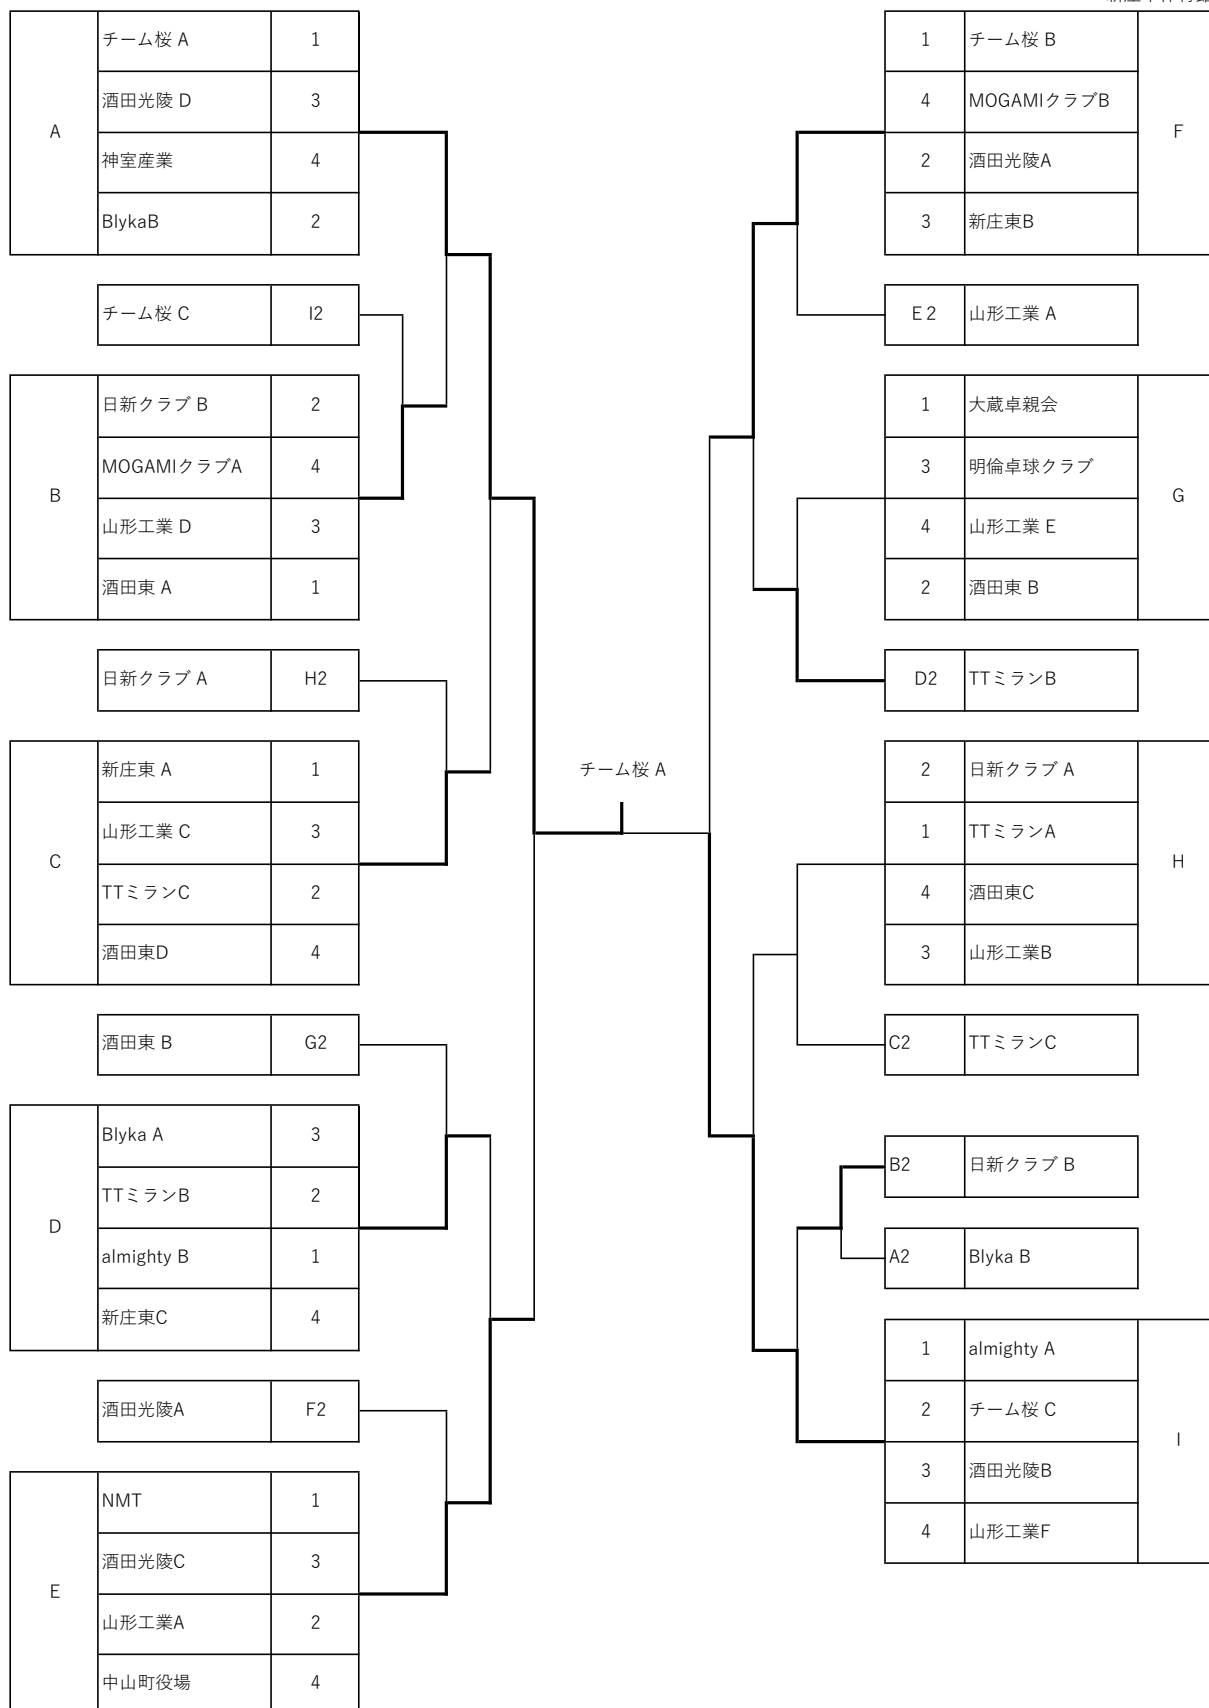 A
チーム桜 A 1
酒田光陵 D 3
神室産業 4
BlykaB 2
チーム桜 C I2
B
日新クラブ B 2
MOGAMIクラブA 4
山形工業 D 3
酒田東 A 1
日新クラブ A H2
C
新庄東 A 1
山形工業 C 3
TTミランC 2
酒田東D 4
酒田東 B G2
D
Blyka A 3
TTミランB 2
almighty B 1
新庄東C 4
酒田光陵A F2
E
NMT 1
酒田光陵C 3
山形工業A 2
中山町役場 4
チーム桜 A
1 チーム桜 B
4 MOGAMIクラブB
2 酒田光陵A
3 新庄東B
F
E 2 山形工業 A
1 大蔵卓親会
3 明倫卓球クラブ
4 山形工業 E
2 酒田東 B
G
D2 TTミランB
2 日新クラブ A
1 TTミランA
4 酒田東C
3 山形工業B
H
C2 TTミランC
B2 日新クラブ B
A2 Blyka B
1 almighty A
2 チーム桜 C
3 酒田光陵B
4 山形工業F
I